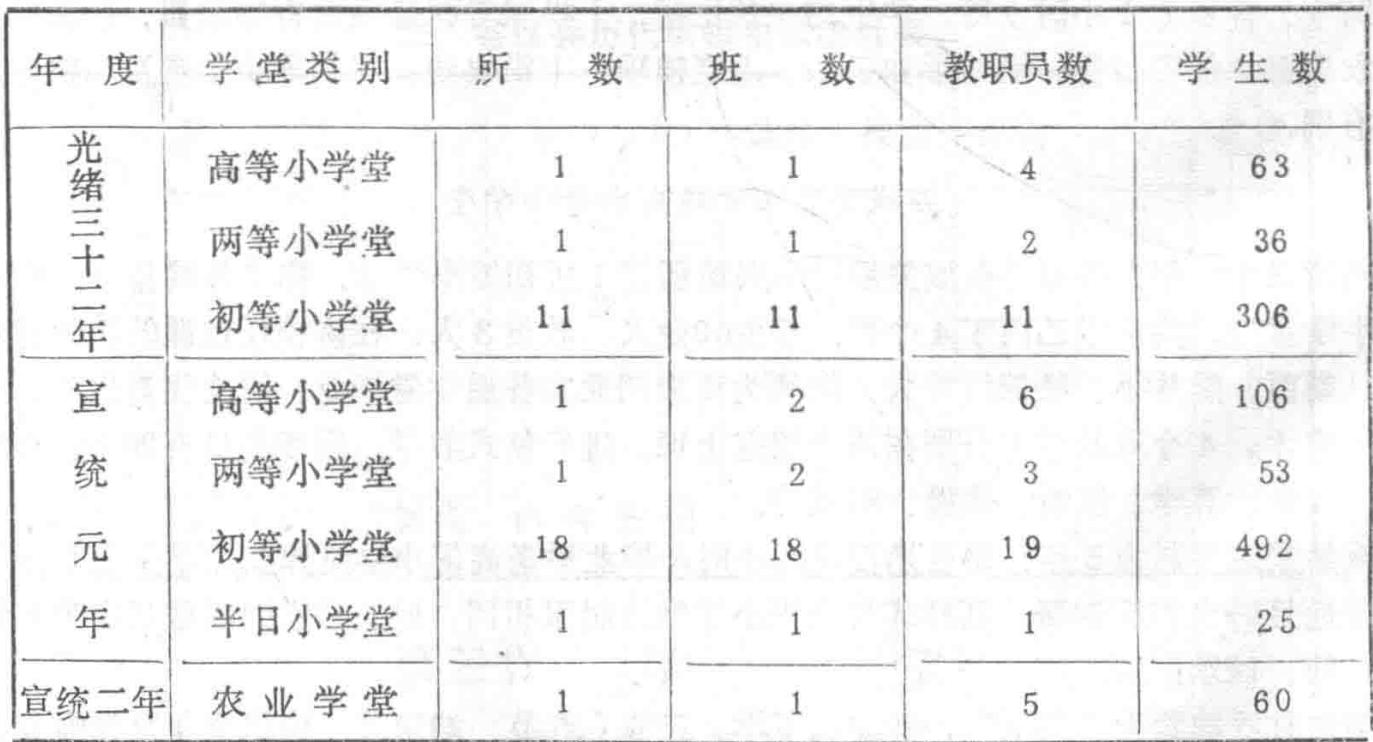 年度 学堂类别 所数 班数 教职员数 学生数
光绪三十二年 高等小学堂 1 1 4 63
两等小学堂 1 1 2 36
初等小学堂 11 11 11 306
宣统元年 高等小学堂 1 2 6 106
两等小学堂 1 2 3 53
初等小学堂 18 18 19 492
半日小学堂 1 1 1 25
宣统二年 农业学堂 1 1 5 60